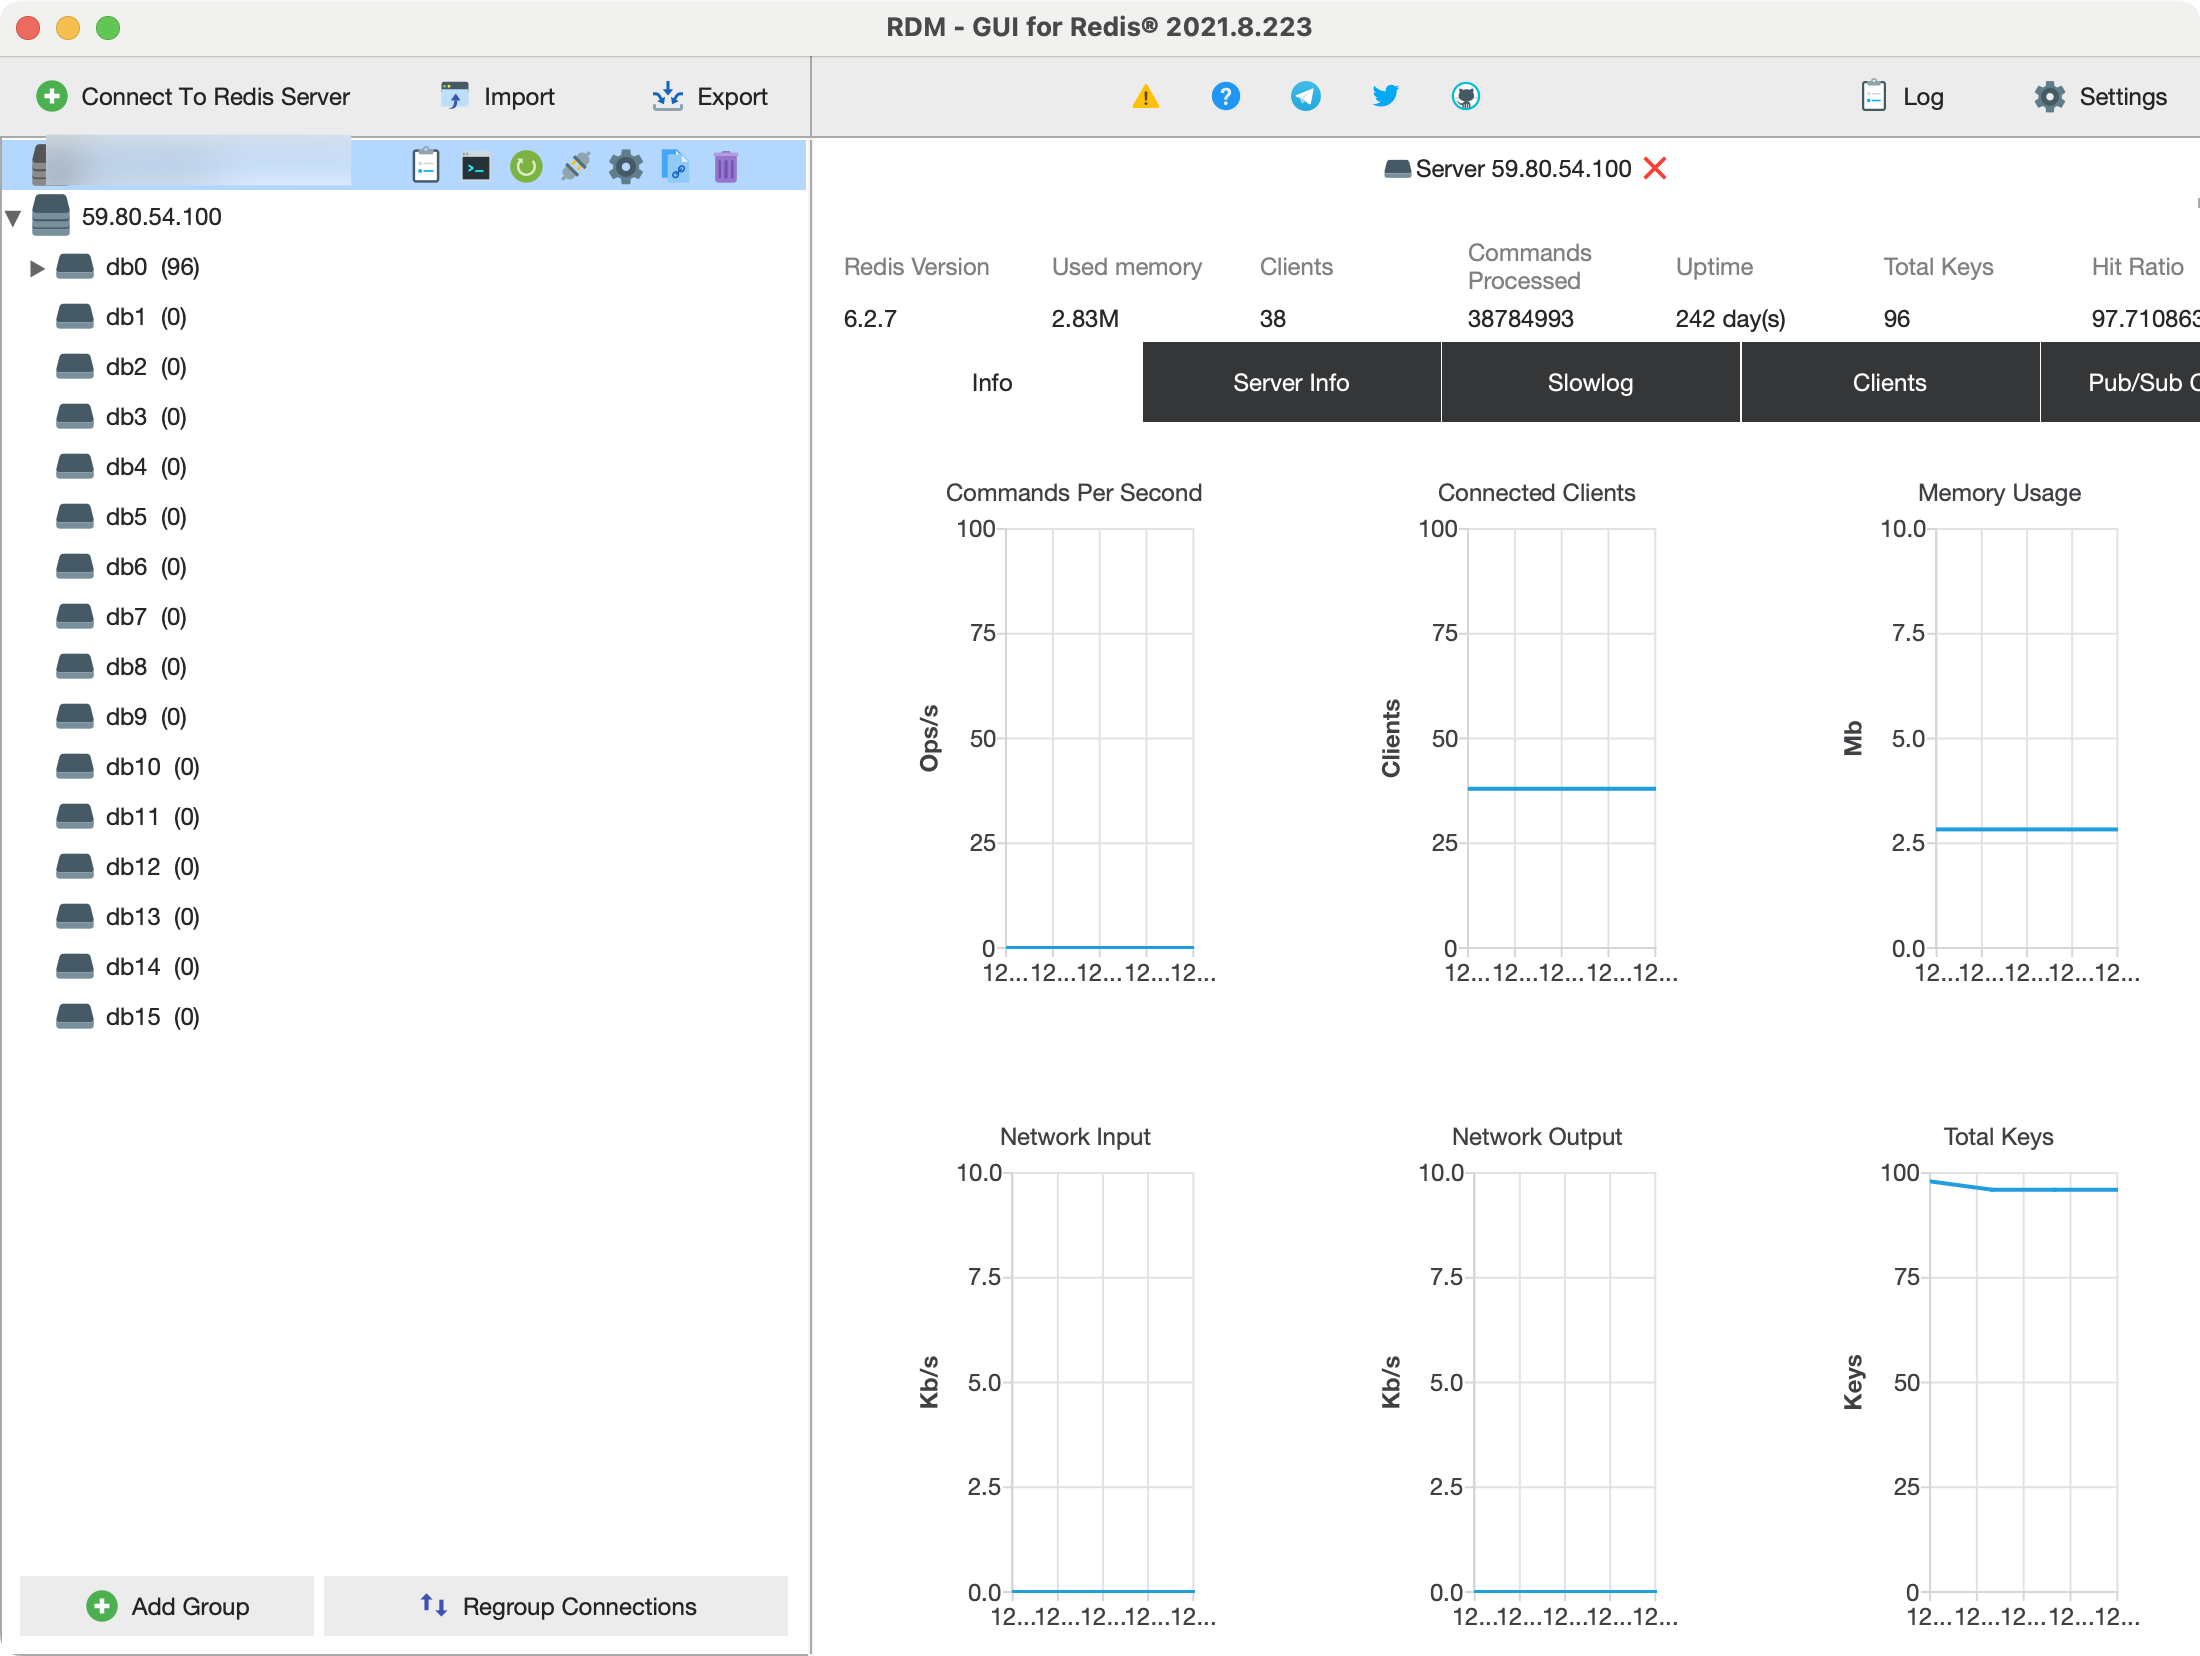 RDM - GUI for Redis® 2021.8.223
Connect To Redis Server
Import
Export
Log
Settings
59.80.54.100
db0 (96)
db1 (0)
db2 (0)
db3 (0)
db4 (0)
db5 (0)
db6 (0)
db7 (0)
db8 (0)
db9 (0)
db10 (0)
db11 (0)
db12 (0)
db13 (0)
db14 (0)
db15 (0)
Add Group
Regroup Connections
Server 59.80.54.100
Redis Version
Used memory
Clients
Commands
Processed
Uptime
Total Keys
Hit Ratio
6.2.7
2.83M
38
38784993
242 day(s)
96
97.710863
Info
Server Info
Slowlog
Clients
Pub/Sub
Commands Per Second
100
75
50
25
0
Ops/s
12...12...12...12...12...
Connected Clients
100
75
50
25
0
Clients
12...12...12...12...12...
Memory Usage
10.0
7.5
5.0
2.5
0.0
Mb
12...12...12...12...12...
Network Input
10.0
7.5
5.0
2.5
0.0
Kb/s
12...12...12...12...12...
Network Output
10.0
7.5
5.0
2.5
0.0
Kb/s
12...12...12...12...12...
Total Keys
100
75
50
25
0
Keys
12...12...12...12...12...